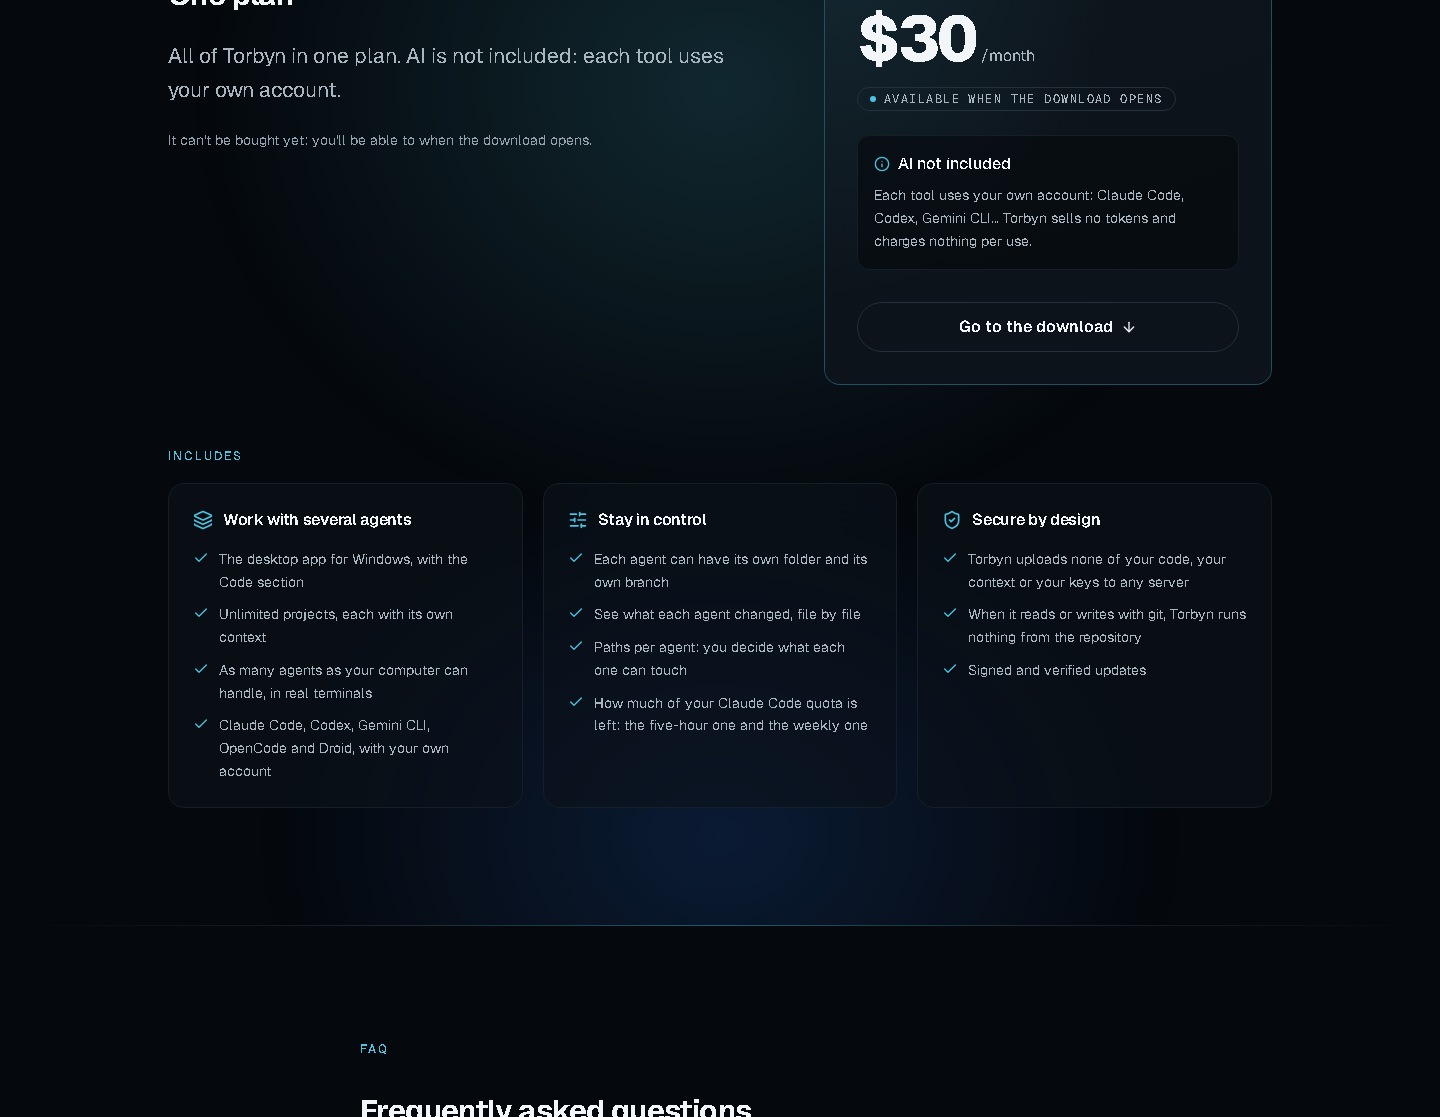 One plan
All of Torbyn in one plan. AI is not included: each tool uses
your own account.
It can't be bought yet: you'll be able to when the download opens.
$30 /month
AVAILABLE WHEN THE DOWNLOAD OPENS
AI not included
Each tool uses your own account: Claude Code,
Codex, Gemini CLI... Torbyn sells no tokens and
charges nothing per use.
Go to the download ↓
INCLUDES
Work with several agents
The desktop app for Windows, with the
Code section
Unlimited projects, each with its own
context
As many agents as your computer can
handle, in real terminals
Claude Code, Codex, Gemini CLI,
OpenCode and Droid, with your own
account
Stay in control
Each agent can have its own folder and its
own branch
See what each agent changed, file by file
Paths per agent: you decide what each
one can touch
How much of your Claude Code quota is
left: the five-hour one and the weekly one
Secure by design
Torbyn uploads none of your code, your
context or your keys to any server
When it reads or writes with git, Torbyn runs
nothing from the repository
Signed and verified updates
FAQ
Frequently asked questions